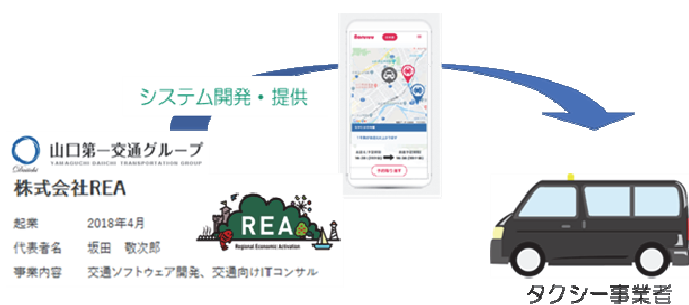 システム開発・提供
山口第一交通グループ
YAMAGUCHI DAIICHI TRANSPORTATION GROUP
株式会社REA
起業 2018年4月
代表者名 坂田 敬次郎
事業内容 交通ソフトウェア開発、交通向けITコンサル
REA
Regional Economic Activation
タクシー事業者